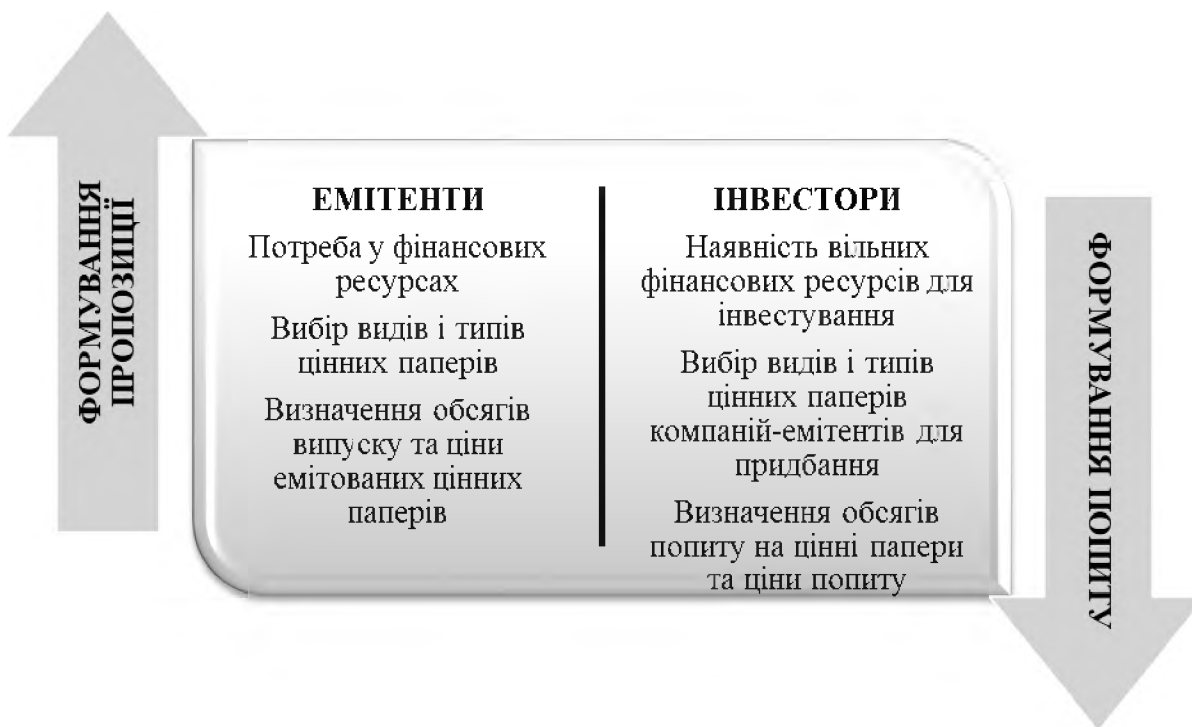 ФОРМУВАННЯ
ПРОПОЗИЦІЇ
ЕМІТЕНТИ
Потреба у фінансових
ресурсах
Вибір видів і типів
цінних паперів
Визначення обсягів
випуску та ціни
емітованих цінних
паперів
ІНВЕСТОРИ
Наявність вільних
фінансових ресурсів для
інвестування
Вибір видів і типів
цінних паперів
компаній-емітентів для
придбання
Визначення обсягів
попиту на цінні папери
та ціни попиту
ФОРМУВАННЯ ПОПИТУ